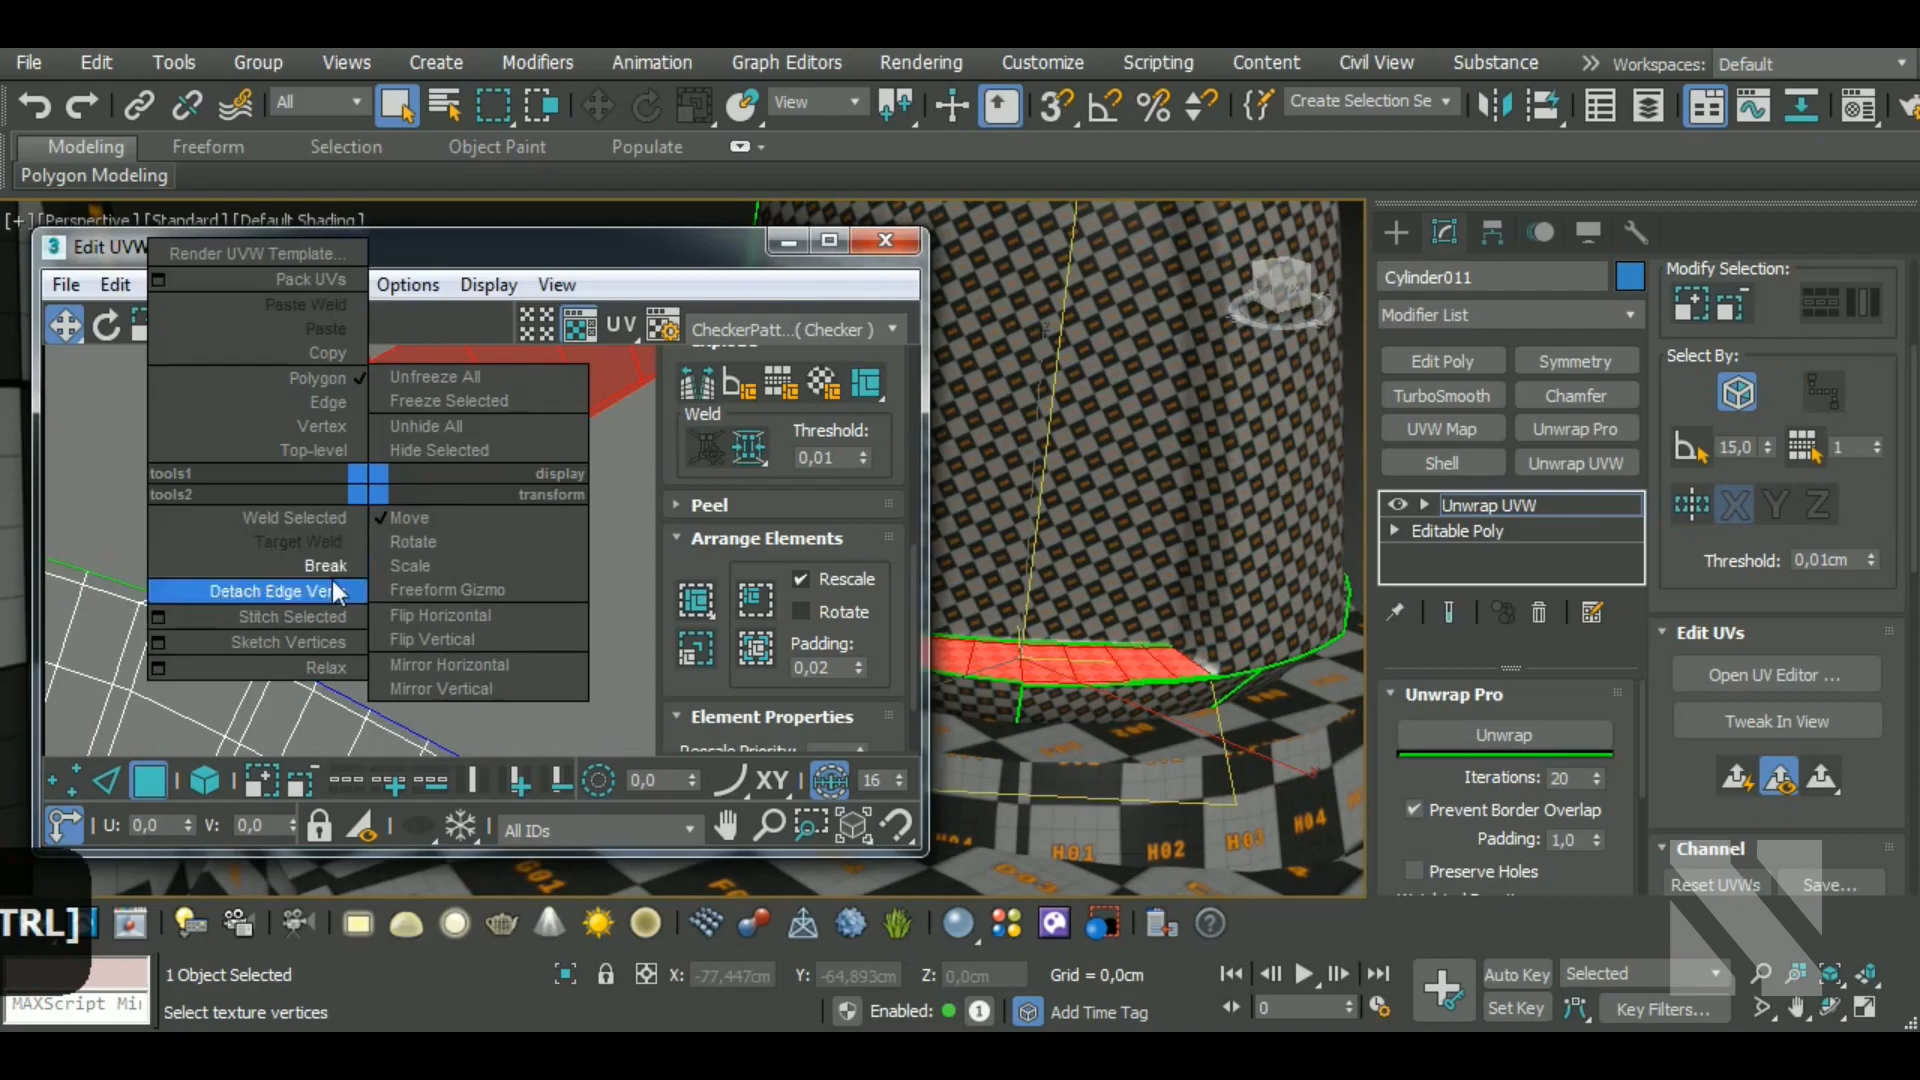 File Edit Tools Group Views Create Modifiers Animation Graph Editors Rendering Customize Scripting Content Civil View Substance Workspaces: Default
All View Create Selection Se
Modeling Freeform Selection Object Paint Populate
Polygon Modeling
[+][Perspective][Standard][Default Shading]
Edit UVW
File Edit Options Display View
UV CheckerPatt...( Checker )
Render UVW Template...
Pack UVs
Paste Weld
Paste
Copy
Polygon
Edge
Vertex
Top-level
tools1
tools2
Weld Selected
Target Weld
Break
Detach Edge Ver
Stitch Selected
Sketch Vertices
Relax
Unfreeze All
Freeze Selected
Unhide All
Hide Selected
display
transform
Move
Rotate
Scale
Freeform Gizmo
Flip Horizontal
Flip Vertical
Mirror Horizontal
Mirror Vertical
Weld
Threshold:
0,01
Peel
Arrange Elements
Rescale
Rotate
Padding:
0,02
Element Properties
Rescale Priority:
0,0 XY 16
U: 0,0 V: 0,0 All IDs
H01 H02 H03 H04
G01
Cylinder011
Modifier List
Edit Poly Symmetry
TurboSmooth Chamfer
UVW Map Unwrap Pro
Shell Unwrap UVW
Unwrap UVW
Editable Poly
Unwrap Pro
Unwrap
Iterations: 20
Prevent Border Overlap
Padding: 1,0
Preserve Holes
Modify Selection:
Select By:
15,0 1
X Y Z
Threshold: 0,01cm
Edit UVs
Open UV Editor ...
Tweak In View
Channel
Reset UVWs Save...
TRL]
1 Object Selected
X: -77,447cm Y: -64,893cm Z: 0,0cm Grid = 0,0cm
Auto Key Selected
MAXScript Mi
Select texture vertices
Enabled: 1 Add Time Tag
0
Set Key Key Filters...